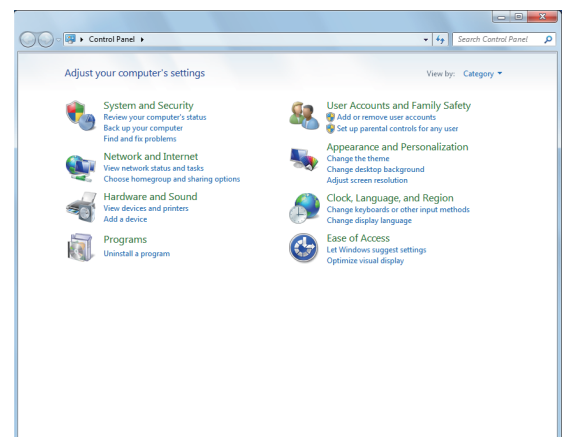 Control Panel
Search Control Panel
Adjust your computer's settings
View by: Category
System and Security
Review your computer's status
Back up your computer
Find and fix problems
Network and Internet
View network status and tasks
Choose homegroup and sharing options
Hardware and Sound
View devices and printers
Add a device
Programs
Uninstall a program
User Accounts and Family Safety
Add or remove user accounts
Set up parental controls for any user
Appearance and Personalization
Change the theme
Change desktop background
Adjust screen resolution
Clock, Language, and Region
Change keyboards or other input methods
Change display language
Ease of Access
Let Windows suggest settings
Optimize visual display